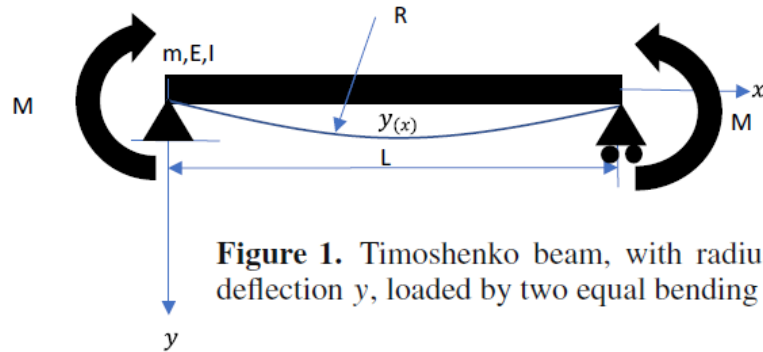 R
m,E,I
M
x
y(x)
M
L
Figure 1. Timoshenko beam, with radiu
deflection y, loaded by two equal bending
y